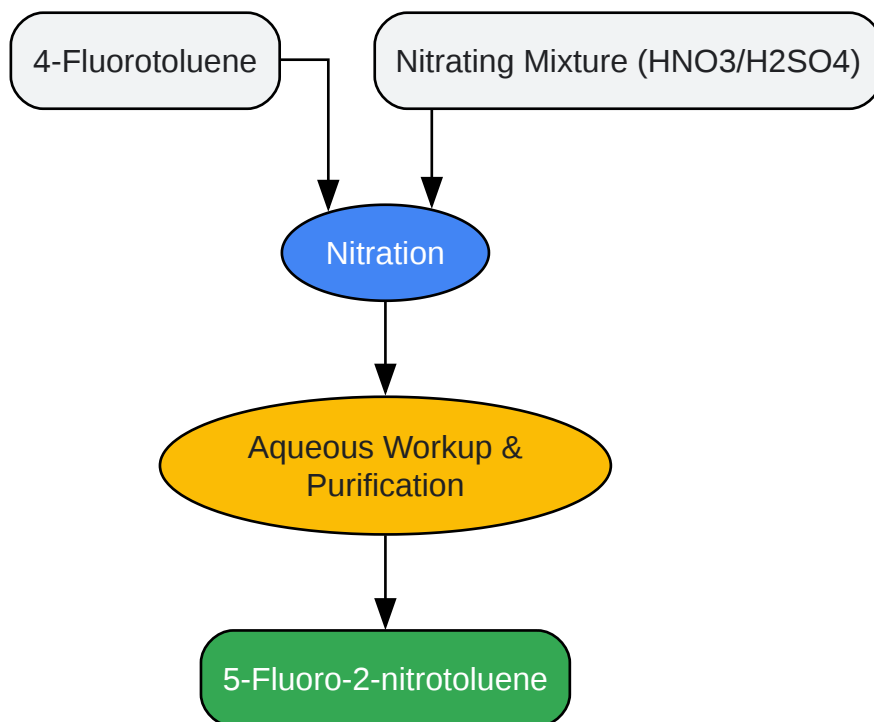 4-Fluorotoluene
Nitrating Mixture (HNO3/H2SO4)
Nitration
Aqueous Workup &
Purification
5-Fluoro-2-nitrotoluene